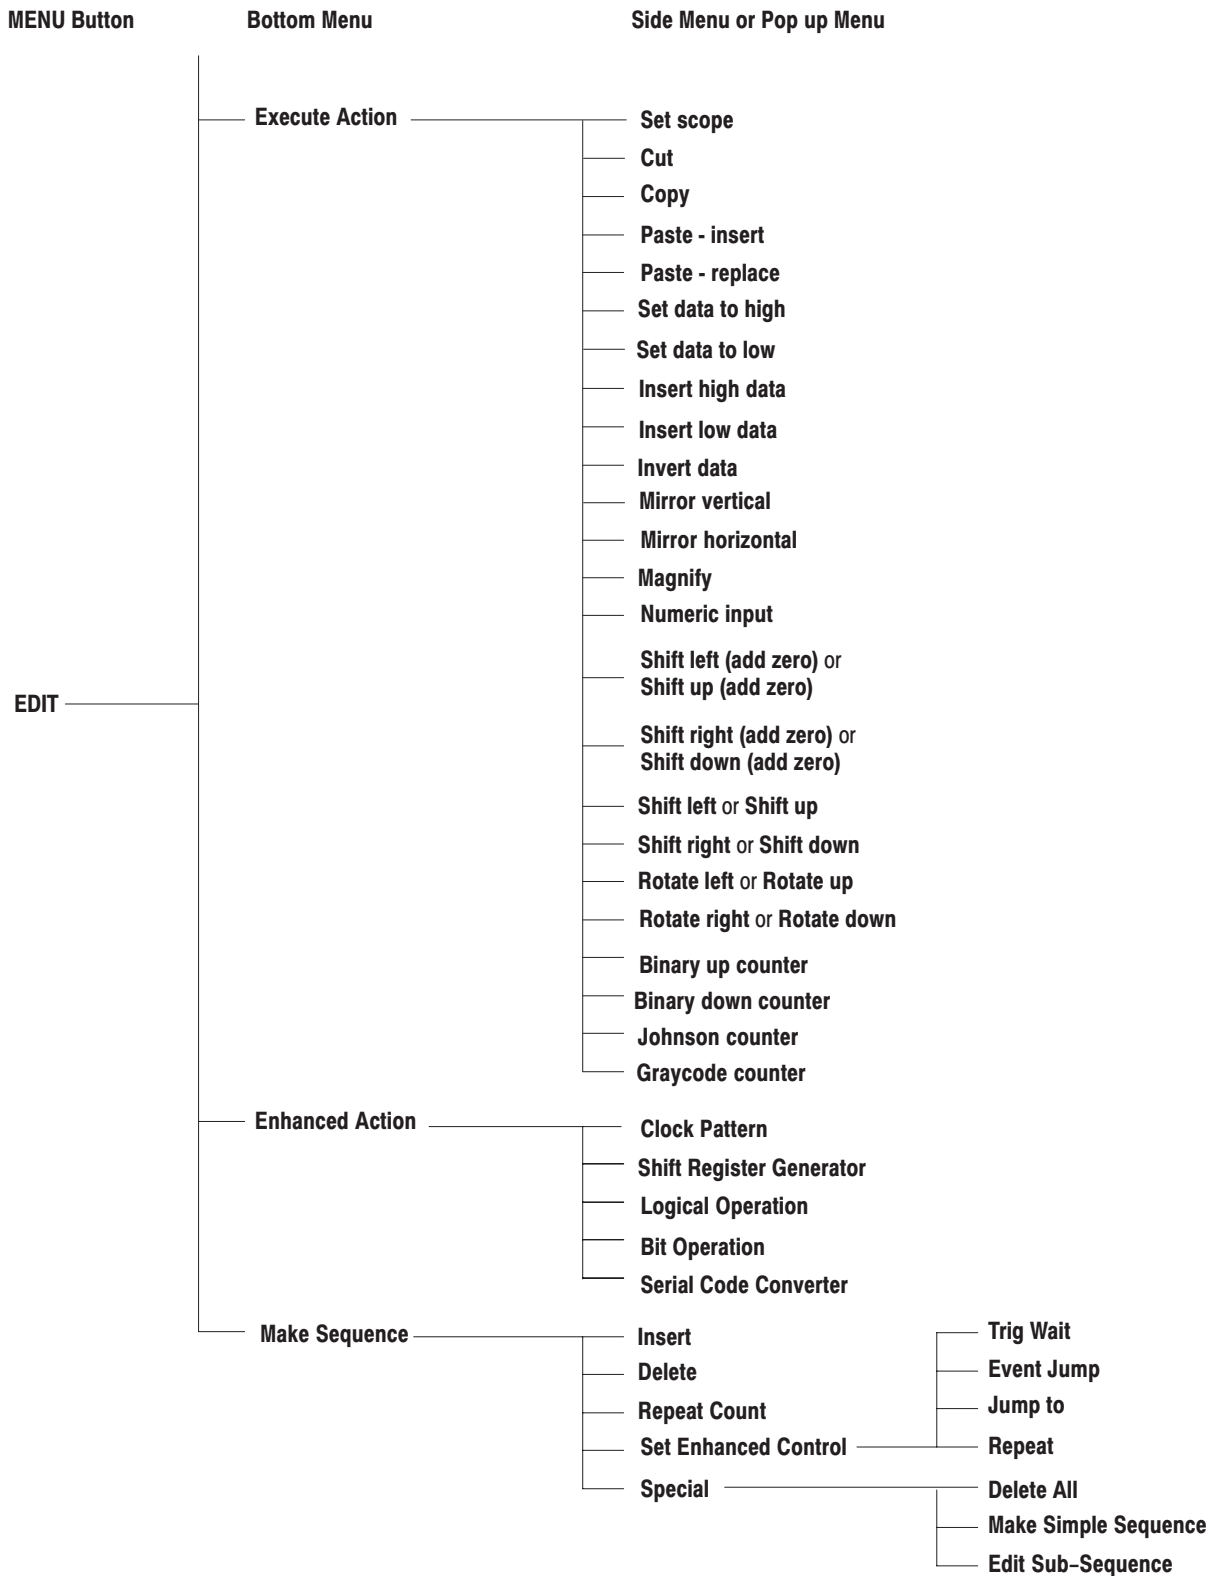 MENU Button Bottom Menu Side Menu or Pop up Menu
Execute Action Set scope
Cut
Copy
Paste - insert
Paste - replace
Set data to high
Set data to low
Insert high data
Insert low data
Invert data
Mirror vertical
Mirror horizontal
Magnify
Numeric input
Shift left (add zero) or
Shift up (add zero)
EDIT
Shift right (add zero) or
Shift down (add zero)
Shift left or Shift up
Shift right or Shift down
Rotate left or Rotate up
Rotate right or Rotate down
Binary up counter
Binary down counter
Johnson counter
Graycode counter
Enhanced Action Clock Pattern
Shift Register Generator
Logical Operation
Bit Operation
Serial Code Converter
Make Sequence Insert Trig Wait
Delete Event Jump
Repeat Count Jump to
Set Enhanced Control Repeat
Special Delete All
Make Simple Sequence
Edit Sub-Sequence